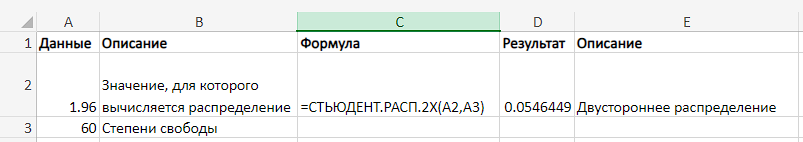 A B C D E
1 Данные Описание Формула Результат Описание
2 Значение, для которого
1.96 вычисляется распределение =СТЬЮДЕНТ.РАСП.2Х(A2,A3) 0.0546449 Двустороннее распределение
3 60 Степени свободы